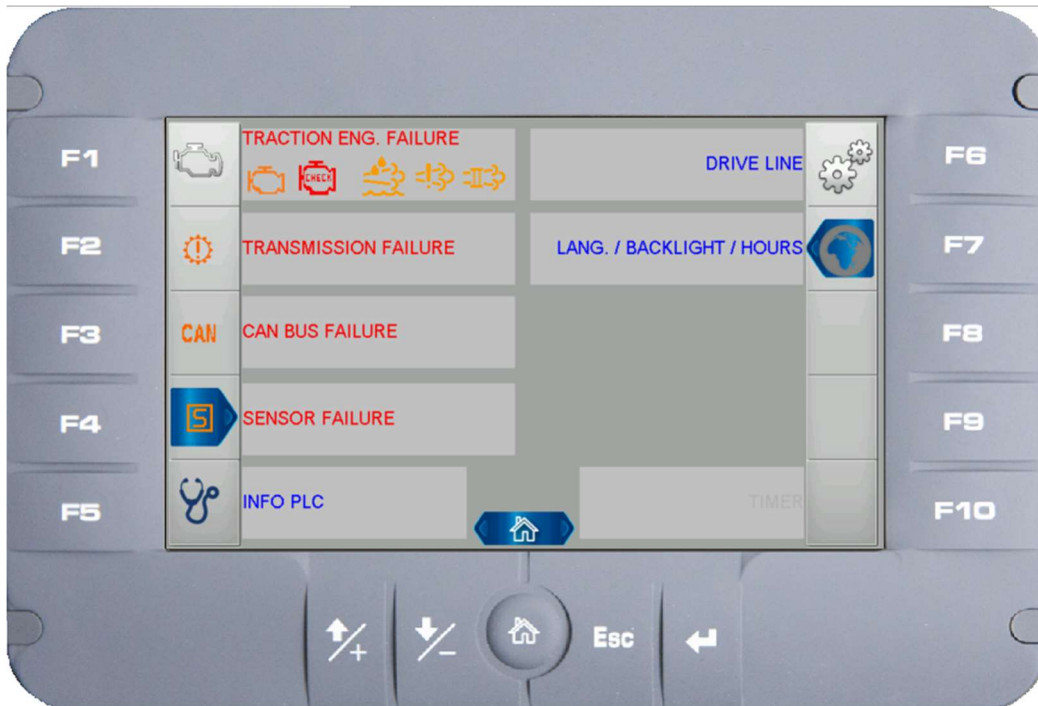 F1
TRACTION ENG. FAILURE
CHECK
DRIVE LINE
F6
F2
TRANSMISSION FAILURE
LANG. / BACKLIGHT / HOURS
F7
F3
CAN
CAN BUS FAILURE
F8
F4
S
SENSOR FAILURE
F9
F5
INFO PLC
TIMER
F10
+
-
Esc